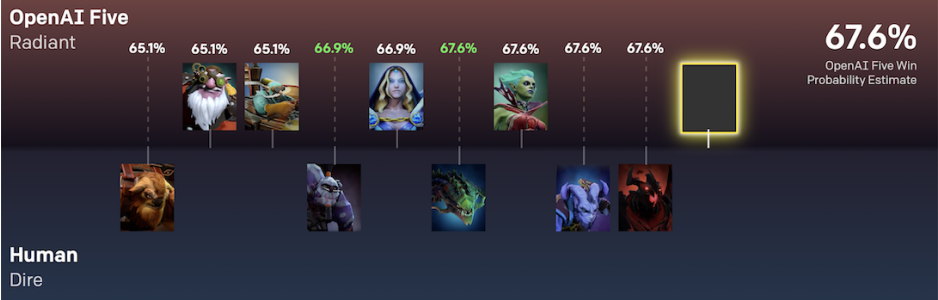 OpenAI Five
Radiant
65.1%
65.1%
65.1%
66.9%
66.9%
67.6%
67.6%
67.6%
67.6%
67.6%
OpenAI Five Win
Probability Estimate
Human
Dire